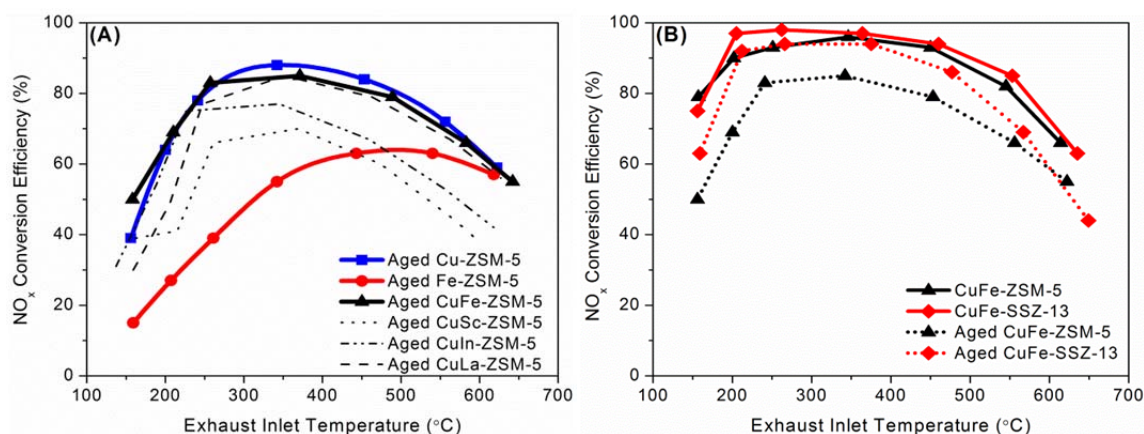 (A)
NOx Conversion Efficiency (%)
100
80
60
40
20
0
Aged Cu-ZSM-5
Aged Fe-ZSM-5
Aged CuFe-ZSM-5
Aged CuSc-ZSM-5
Aged CuIn-ZSM-5
Aged CuLa-ZSM-5
100 200 300 400 500 600 700
Exhaust Inlet Temperature (°C)
(B)
NOx Conversion Efficiency (%)
100
80
60
40
20
0
CuFe-ZSM-5
CuFe-SSZ-13
Aged CuFe-ZSM-5
Aged CuFe-SSZ-13
100 200 300 400 500 600 700
Exhaust Inlet Temperature (°C)